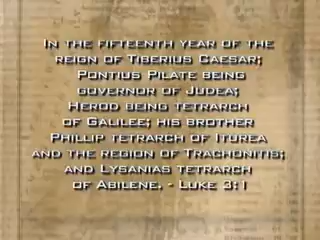 In the fifteenth year of the
reign of Tiberius Caesar;
Pontius Pilate being
governor of Judea;
Herod being tetrarch
of Galilee; his brother
Phillip tetrarch of Iturea
and the region of Trachonitis;
and Lysanias tetrarch
of Abilene. - Luke 3:1